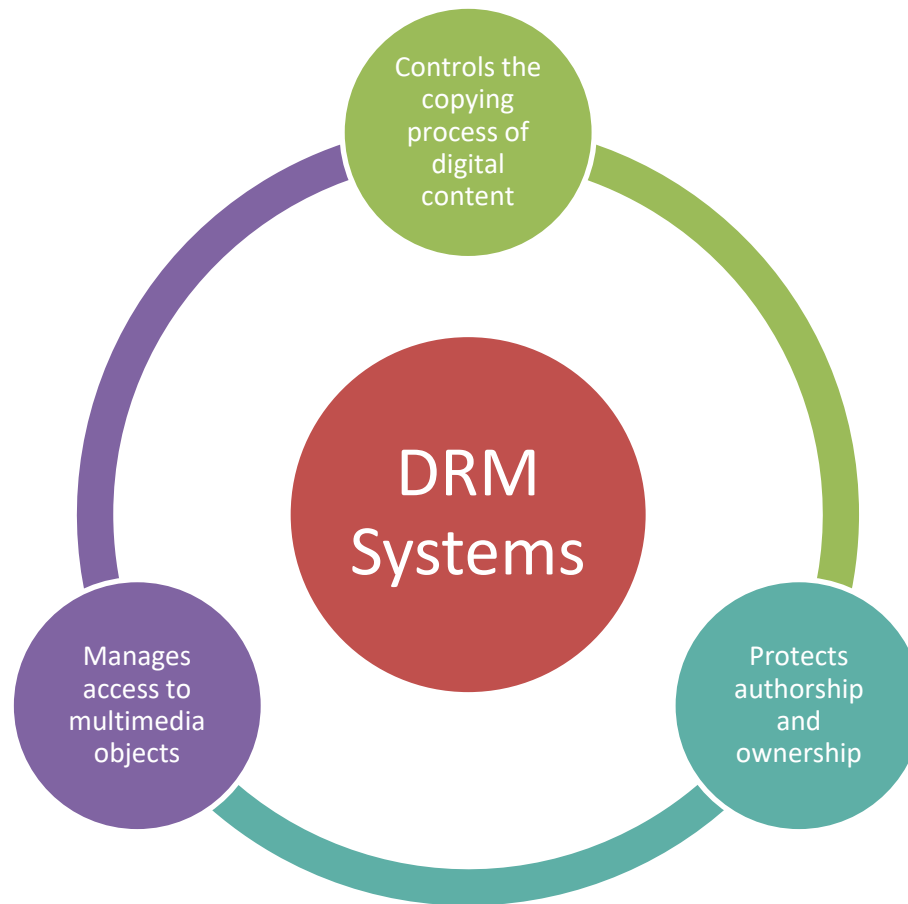 Controls the
copying
process of
digital
content
DRM
Systems
Manages
access to
multimedia
objects
Protects
authorship
and
ownership